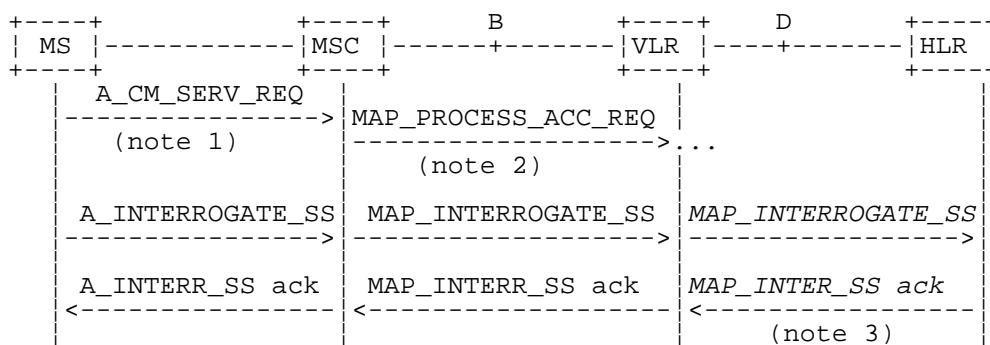 B D
MS MSC VLR HLR
A_CM_SERV_REQ
MAP_PROCESS_ACC_REQ
(note 1) ...
(note 2)
A_INTERROGATE_SS MAP_INTERROGATE_SS MAP_INTERROGATE_SS
A_INTERR_SS ack MAP_INTERR_SS ack MAP_INTER_SS ack
(note 3)